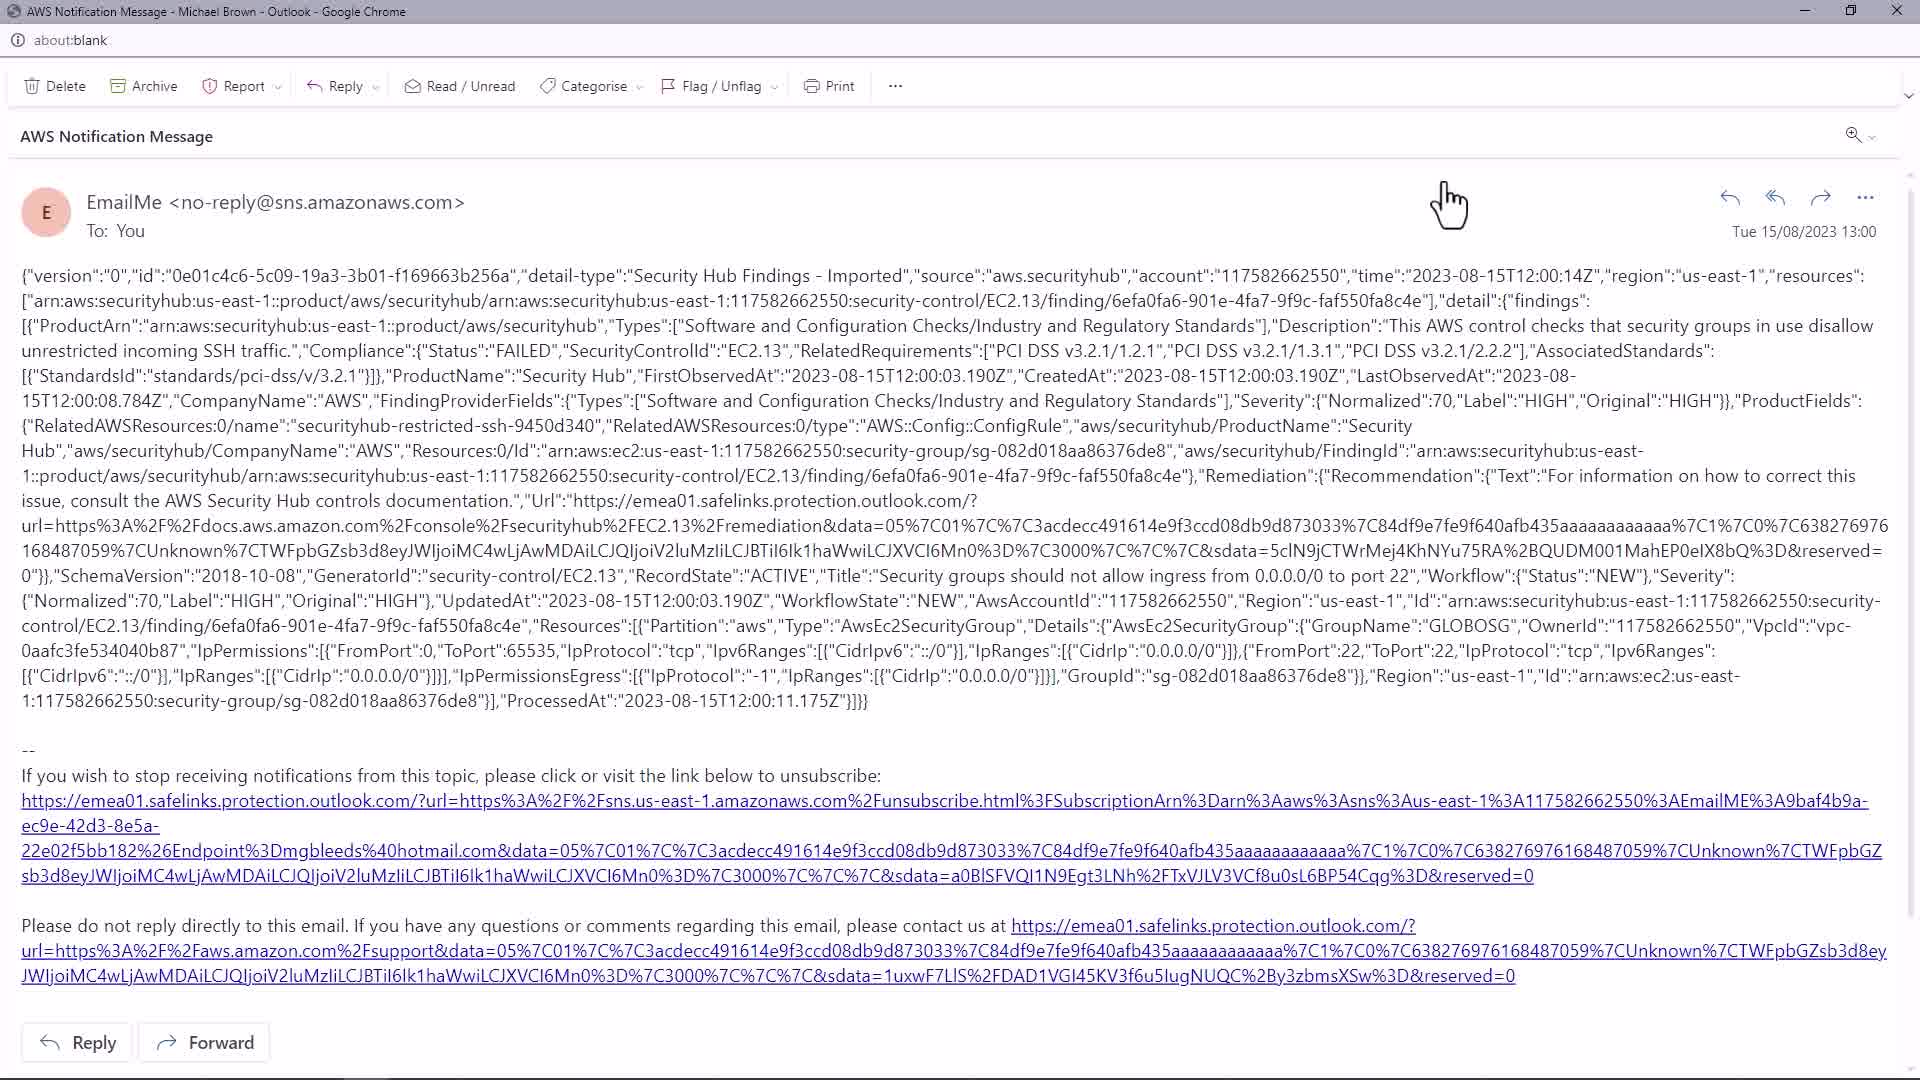 AWS Notification Message - Michael Brown - Outlook - Google Chrome
about:blank
Delete Archive Report Reply Read / Unread Categorise Flag / Unflag Print ...
AWS Notification Message
E
EmailMe <no-reply@sns.amazonaws.com>
To: You
Tue 15/08/2023 13:00
{"version":"0","id":"0e01c4c6-5c09-19a3-3b01-f169663b256a","detail-type":"Security Hub Findings - Imported","source":"aws.securityhub","account":"117582662550","time":"2023-08-15T12:00:14Z","region":"us-east-1","resources":
["arn:aws:securityhub:us-east-1::product/aws/securityhub/arn:aws:securityhub:us-east-1:117582662550:security-control/EC2.13/finding/6efa0fa6-901e-4fa7-9f9c-faf550fa8c4e"],"detail":{"findings":
[{"ProductArn":"arn:aws:securityhub:us-east-1::product/aws/securityhub","Types":["Software and Configuration Checks/Industry and Regulatory Standards"],"Description":"This AWS control checks that security groups in use disallow
unrestricted incoming SSH traffic.","Compliance":{"Status":"FAILED","SecurityControlId":"EC2.13","RelatedRequirements":["PCI DSS v3.2.1/1.2.1","PCI DSS v3.2.1/1.3.1","PCI DSS v3.2.1/2.2.2"],"AssociatedStandards":
[{"StandardsId":"standards/pci-dss/v/3.2.1"}]},"ProductName":"Security Hub","FirstObservedAt":"2023-08-15T12:00:03.190Z","CreatedAt":"2023-08-15T12:00:03.190Z","LastObservedAt":"2023-08-
15T12:00:08.784Z","CompanyName":"AWS","FindingProviderFields":{"Types":["Software and Configuration Checks/Industry and Regulatory Standards"],"Severity":{"Normalized":70,"Label":"HIGH","Original":"HIGH"}},"ProductFields":
{"RelatedAWSResources:0/name":"securityhub-restricted-ssh-9450d340","RelatedAWSResources:0/type":"AWS::Config::ConfigRule","aws/securityhub/ProductName":"Security
Hub","aws/securityhub/CompanyName":"AWS","Resources:0/Id":"arn:aws:ec2:us-east-1:117582662550:security-group/sg-082d018aa86376de8","aws/securityhub/FindingId":"arn:aws:securityhub:us-east-
1::product/aws/securityhub/arn:aws:securityhub:us-east-1:117582662550:security-control/EC2.13/finding/6efa0fa6-901e-4fa7-9f9c-faf550fa8c4e"},"Remediation":{"Recommendation":{"Text":"For information on how to correct this
issue, consult the AWS Security Hub controls documentation.","Url":"https://emea01.safelinks.protection.outlook.com/?
url=https%3A%2F%2Fdocs.aws.amazon.com%2Fconsole%2Fsecurityhub%2FEC2.13%2Fremediation&data=05%7C01%7C%7C3acdecc491614e9f3ccd08db9d873033%7C84df9e7fe9f640afb435aaaaaaaaaaaa%7C1%7C0%7C6382769​76
168487059%7CUnknown%7CTWFpbGZsb3d8eyJWIjoiMC4wLjAwMDAiLCJQIjoiV2luMzIiLCJBTiI6Ik1haWwiLCJXVCI6Mn0%3D%7C3000%7C%7C%7C&sdata=5clN9jCTWrMej4KhNYu75RA%2BQUDM001MahEP0eIX8bQ%3D&reserved=
0"}},"SchemaVersion":"2018-10-08","GeneratorId":"security-control/EC2.13","RecordState":"ACTIVE","Title":"Security groups should not allow ingress from 0.0.0.0/0 to port 22","Workflow":{"Status":"NEW"},"Severity":
{"Normalized":70,"Label":"HIGH","Original":"HIGH"},"UpdatedAt":"2023-08-15T12:00:03.190Z","WorkflowState":"NEW","AwsAccountId":"117582662550","Region":"us-east-1","Id":"arn:aws:securityhub:us-east-1:117582662550:security-
control/EC2.13/finding/6efa0fa6-901e-4fa7-9f9c-faf550fa8c4e","Resources":[{"Partition":"aws","Type":"AwsEc2SecurityGroup","Details":{"AwsEc2SecurityGroup":{"GroupName":"GLOBOSG","OwnerId":"117582662550","VpcId":"vpc-
0aafc3fe534040b87","IpPermissions":[{"FromPort":0,"ToPort":65535,"IpProtocol":"tcp","Ipv6Ranges":[{"CidrIpv6":"::/0"}],"IpRanges":[{"CidrIp":"0.0.0.0/0"}]},{"FromPort":22,"ToPort":22,"IpProtocol":"tcp","Ipv6Ranges":
[{"CidrIpv6":"::/0"}],"IpRanges":[{"CidrIp":"0.0.0.0/0"}]}],"IpPermissionsEgress":[{"IpProtocol":"-1","IpRanges":[{"CidrIp":"0.0.0.0/0"}]}],"GroupId":"sg-082d018aa86376de8"}},"Region":"us-east-1","Id":"arn:aws:ec2:us-east-
1:117582662550:security-group/sg-082d018aa86376de8"}],"ProcessedAt":"2023-08-15T12:00:11.175Z"}]}}
--
If you wish to stop receiving notifications from this topic, please click or visit the link below to unsubscribe:
https://emea01.safelinks.protection.outlook.com/?url=https%3A%2F%2Fsns.us-east-1.amazonaws.com%2Funsubscribe.html%3FSubscriptionArn%3Darn%3Aaws%3Asns%3Aus-east-1%3A117582662550%3AEmailME%3A9baf4b9a-
ec9e-42d3-8e5a-
22e02f5bb182%26Endpoint%3Dmgbleeds%40hotmail.com&data=05%7C01%7C%7C3acdecc491614e9f3ccd08db9d873033%7C84df9e7fe9f640afb435aaaaaaaaaaaa%7C1%7C0%7C638276976168487059%7CUnknown%7CTWFpbGZ
sb3d8eyJWIjoiMC4wLjAwMDAiLCJQIjoiV2luMzIiLCJBTiI6Ik1haWwiLCJXVCI6Mn0%3D%7C3000%7C%7C%7C&sdata=a0BlSFVQI1N9Egt3LNh%2FTxVJLV3VCf8u0sL6BP54Cqg%3D&reserved=0
Please do not reply directly to this email. If you have any questions or comments regarding this email, please contact us at https://emea01.safelinks.protection.outlook.com/?
url=https%3A%2F%2Faws.amazon.com%2Fsupport&data=05%7C01%7C%7C3acdecc491614e9f3ccd08db9d873033%7C84df9e7fe9f640afb435aaaaaaaaaaaa%7C1%7C0%7C638276976168487059%7CUnknown%7CTWFpbGZsb3d8ey
JWIjoiMC4wLjAwMDAiLCJQIjoiV2luMzIiLCJBTiI6Ik1haWwiLCJXVCI6Mn0%3D%7C3000%7C%7C%7C&sdata=1uxwF7LlS%2FDAD1VGI45KV3f6u5IugNUQC%2By3zbmsXSw%3D&reserved=0
Reply Forward